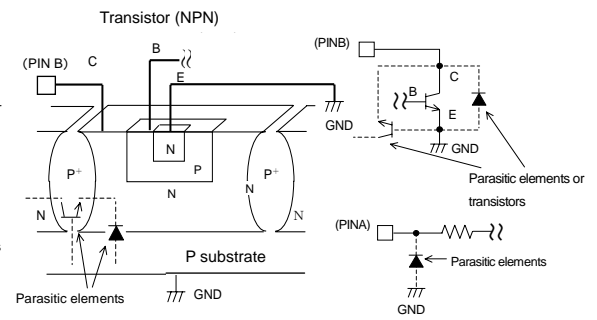 Transistor (NPN)
(PIN B)
C
B
E
GND
N
P
N
P+
N
P+
N
N
P substrate
Parasitic elements
GND
(PINB)
C
B
E
GND
Parasitic elements or
transistors
(PINA)
Parasitic elements
GND